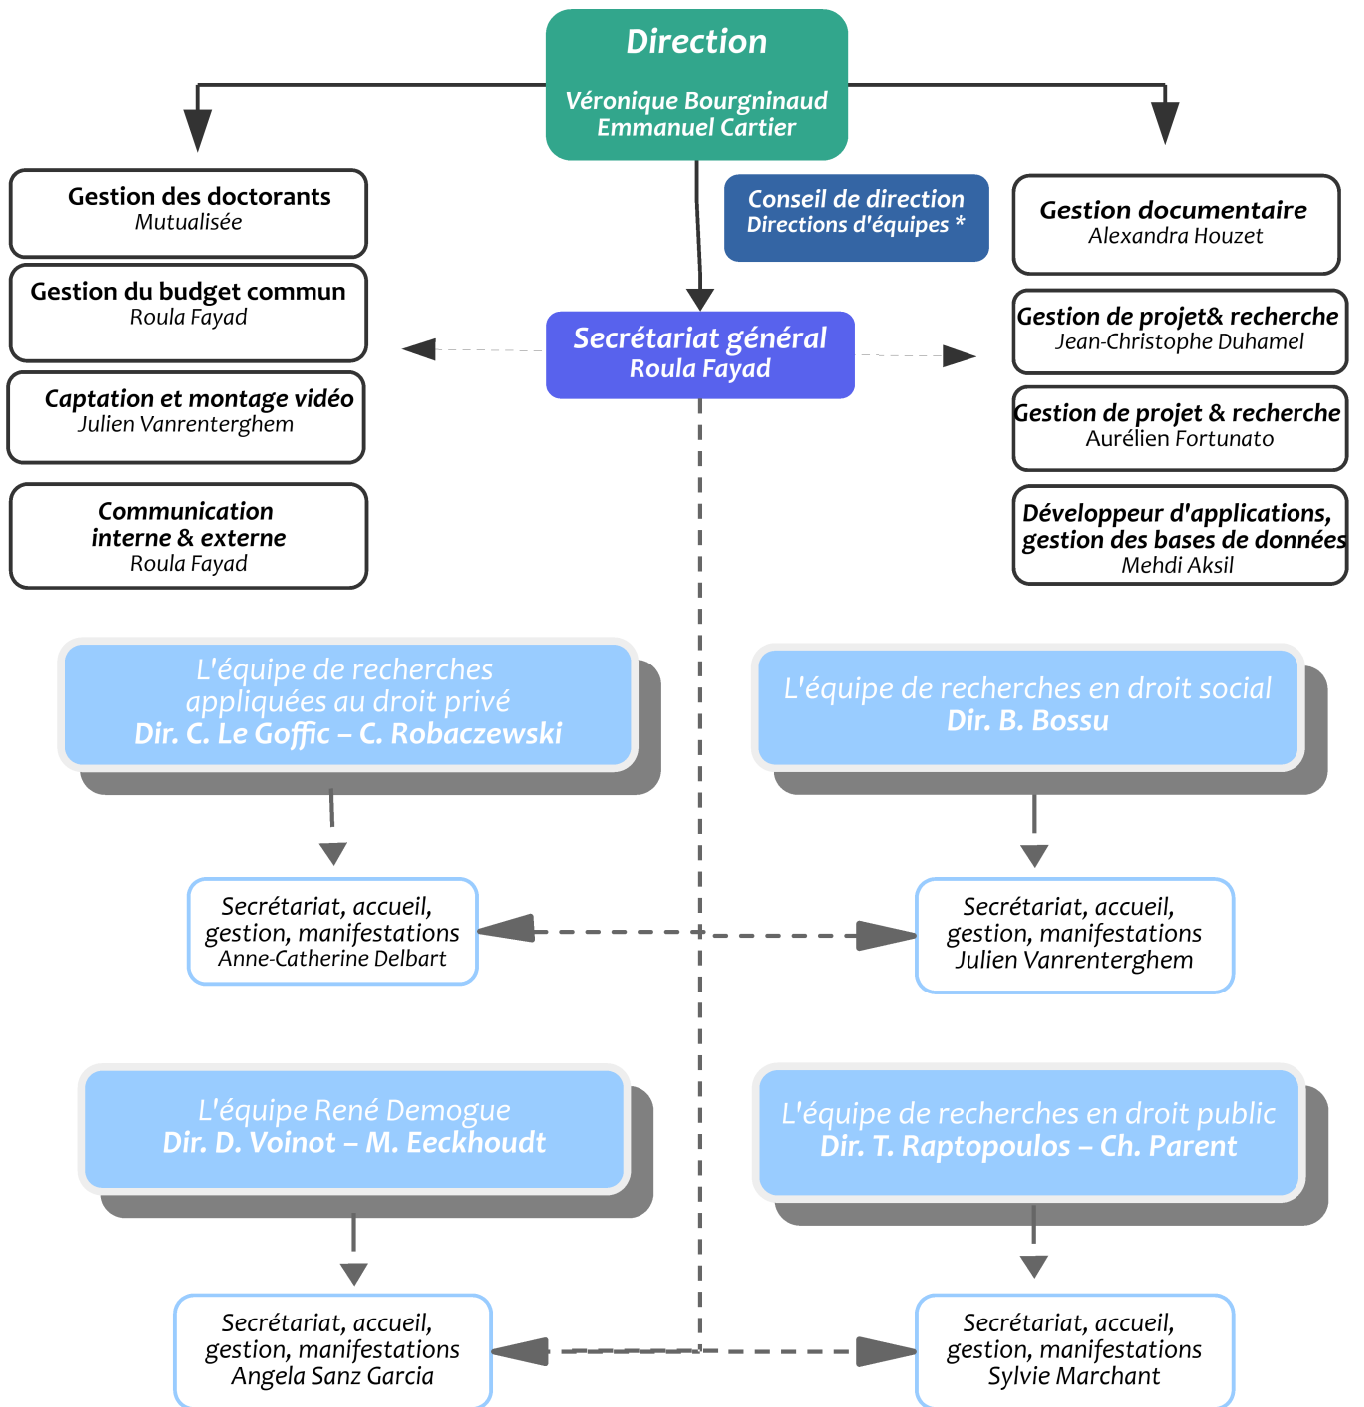 Direction
Véronique Bourgninaud
Emmanuel Cartier
Conseil de direction
Directions d'équipes *
Secrétariat général
Roula Fayad
Gestion des doctorants
Mutualisée
Gestion du budget commun
Roula Fayad
Captation et montage vidéo
Julien Vanrenterghem
Communication
interne & externe
Roula Fayad
Gestion documentaire
Alexandra Houzet
Gestion de projet& recherche
Jean-Christophe Duhamel
Gestion de projet & recherche
Aurélien Fortunato
Développeur d'applications,
gestion des bases de données
Mehdi Aksil
L'équipe de recherches
appliquées au droit privé
Dir. C. Le Goffic – C. Robaczewski
L'équipe de recherches en droit social
Dir. B. Bossu
Secrétariat, accueil,
gestion, manifestations
Anne-Catherine Delbart
Secrétariat, accueil,
gestion, manifestations
Julien Vanrenterghem
L'équipe René Demogue
Dir. D. Voinot – M. Eeckhoudt
L'équipe de recherches en droit public
Dir. T. Raptopoulos – Ch. Parent
Secrétariat, accueil,
gestion, manifestations
Angela Sanz Garcia
Secrétariat, accueil,
gestion, manifestations
Sylvie Marchant